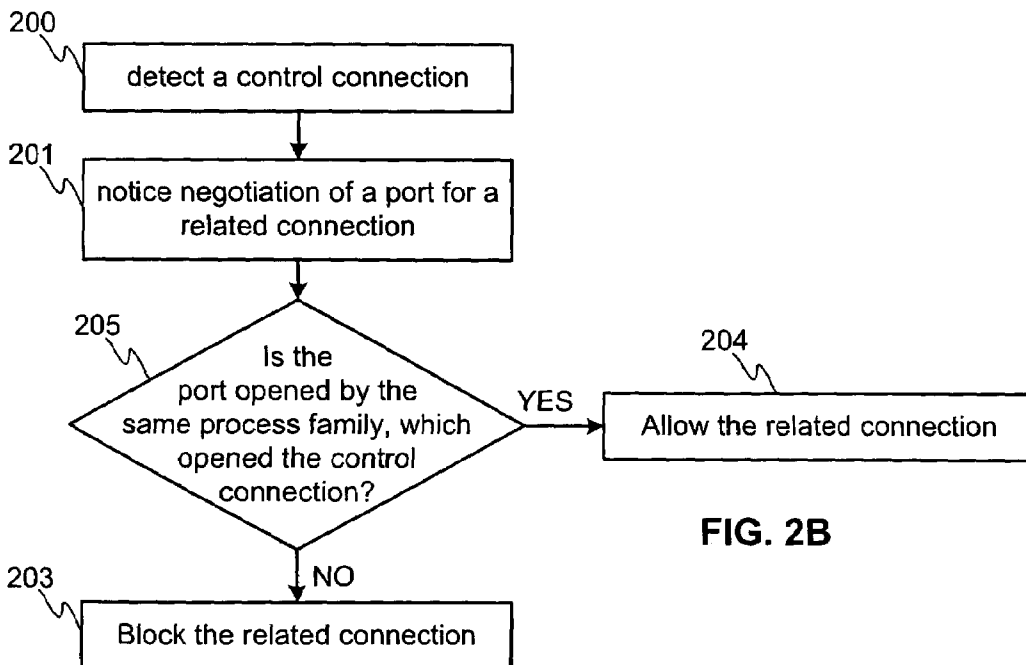 200
detect a control connection
201
notice negotiation of a port for a
related connection
205
Is the
port opened by the
same process family, which
opened the control
connection?
YES
204
Allow the related connection
FIG. 2B
NO
203
Block the related connection